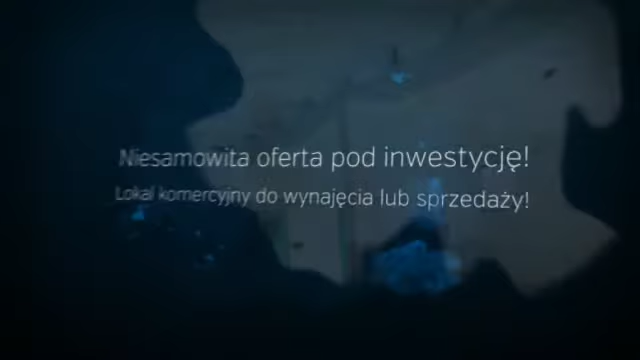 Niesamowita oferta pod inwestycję!
Lokal komercyjny do wynajęcia lub sprzedaży!